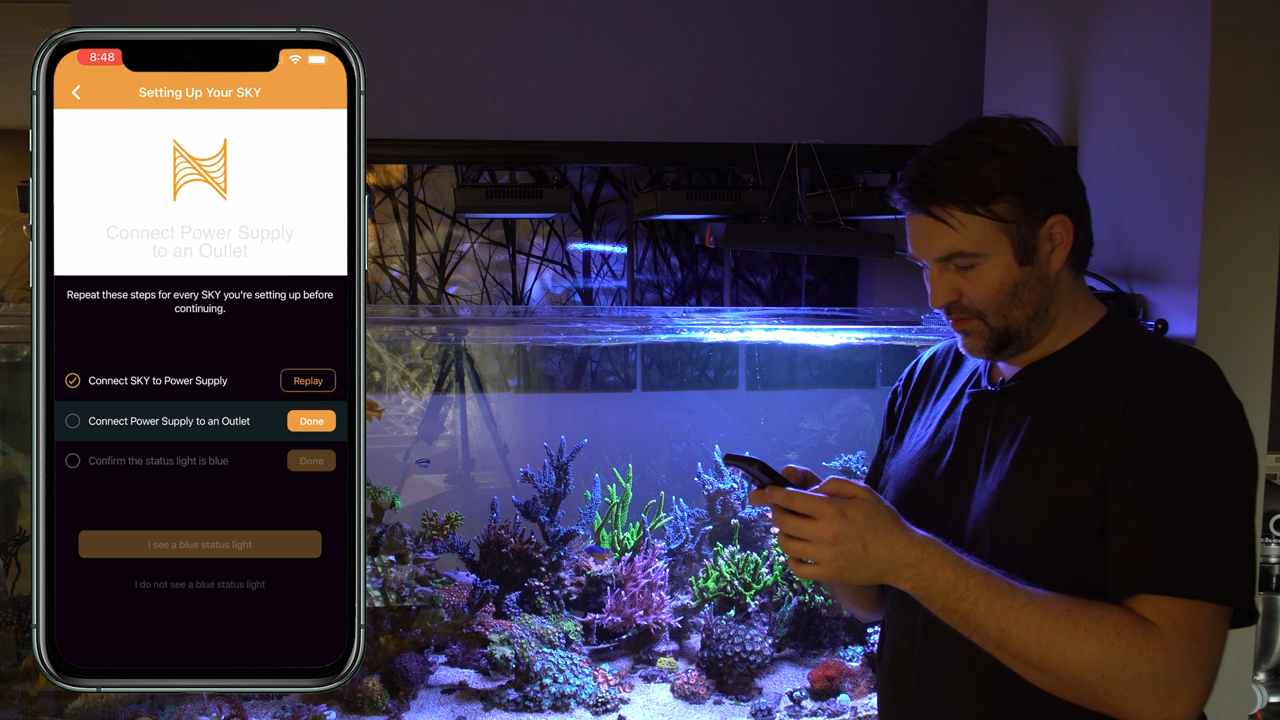 8:48
Setting Up Your SKY
Connect Power Supply
to an Outlet
Repeat these steps for every SKY you're setting up before
continuing.
Connect SKY to Power Supply
Replay
Connect Power Supply to an Outlet
Done
Confirm the status light is blue
Done
I see a blue status light
I do not see a blue status light